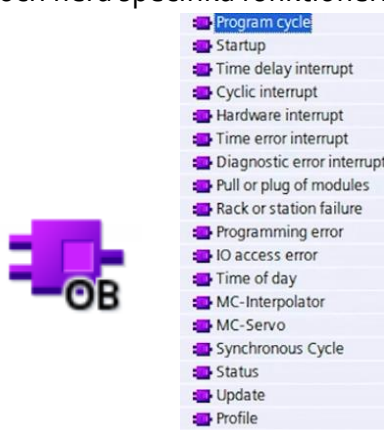 Program cycle
Startup
Time delay interrupt
Cyclic interrupt
Hardware interrupt
Time error interrupt
Diagnostic error interrupt
Pull or plug of modules
Rack or station failure
Programming error
IO access error
Time of day
MC-Interpolator
MC-Servo
Synchronous Cycle
Status
Update
Profile
OB